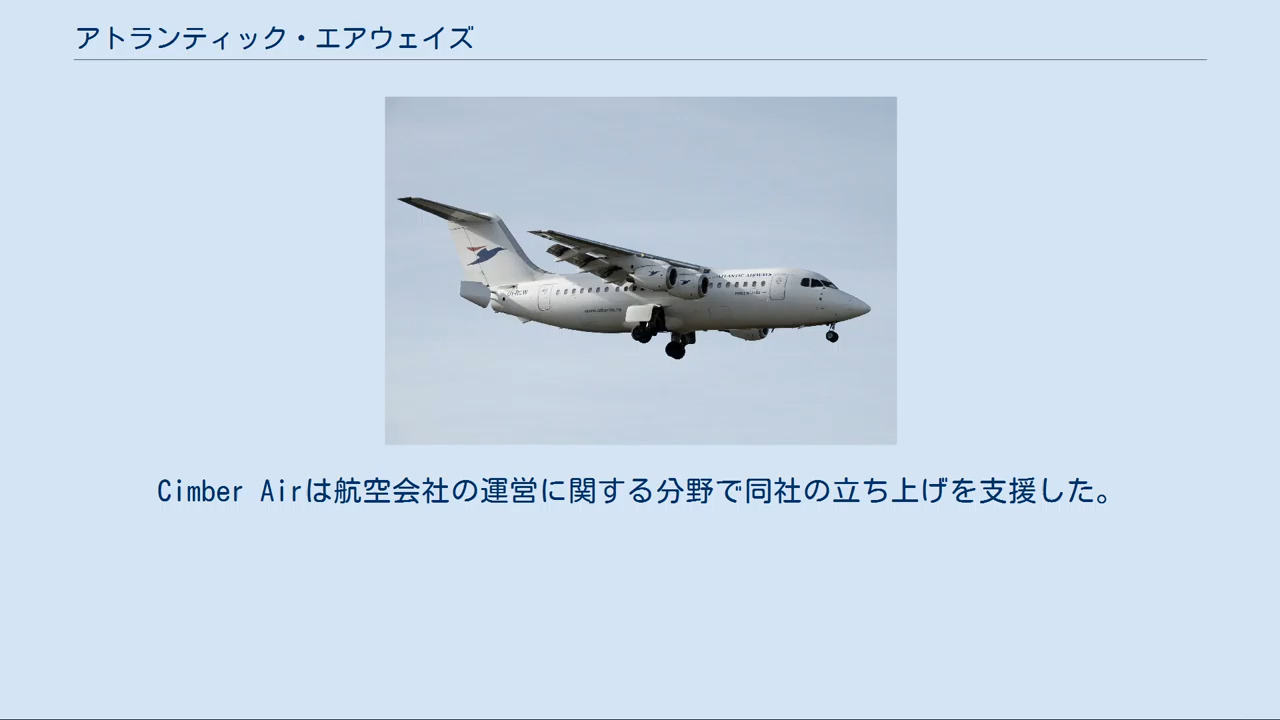 アトランティック・エアウェイズ
ATLANTIC AIRWAYS
Cimber Airは航空会社の運営に関する分野で同社の立ち上げを支援した。